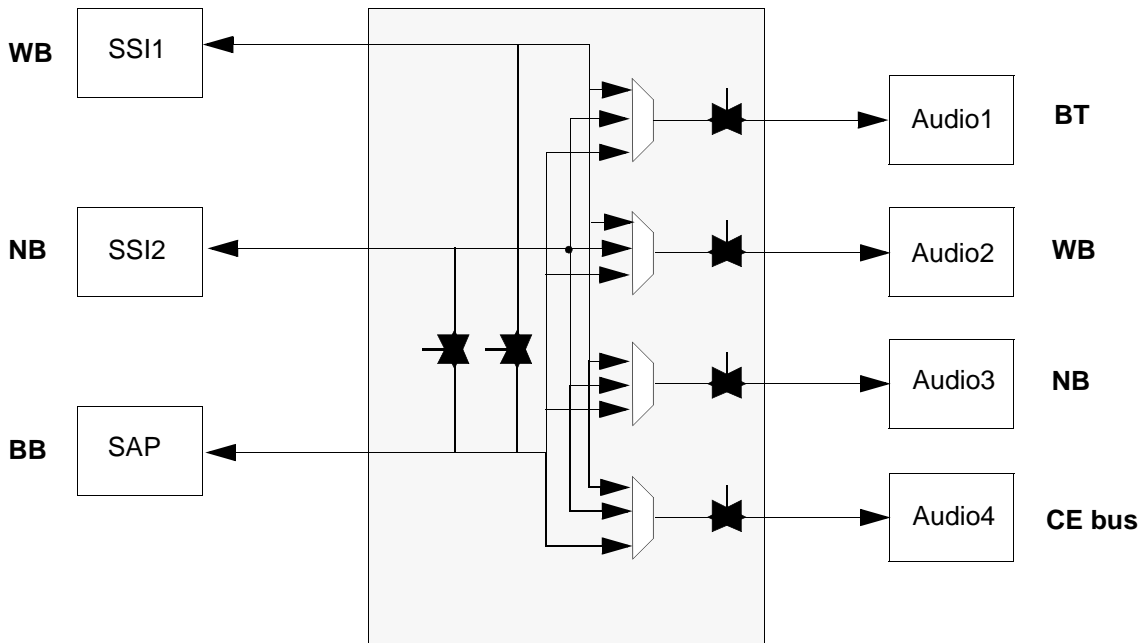 WB
SSI1
Audio1
BT
NB
SSI2
Audio2
WB
Audio3
NB
BB
SAP
Audio4
CE bus